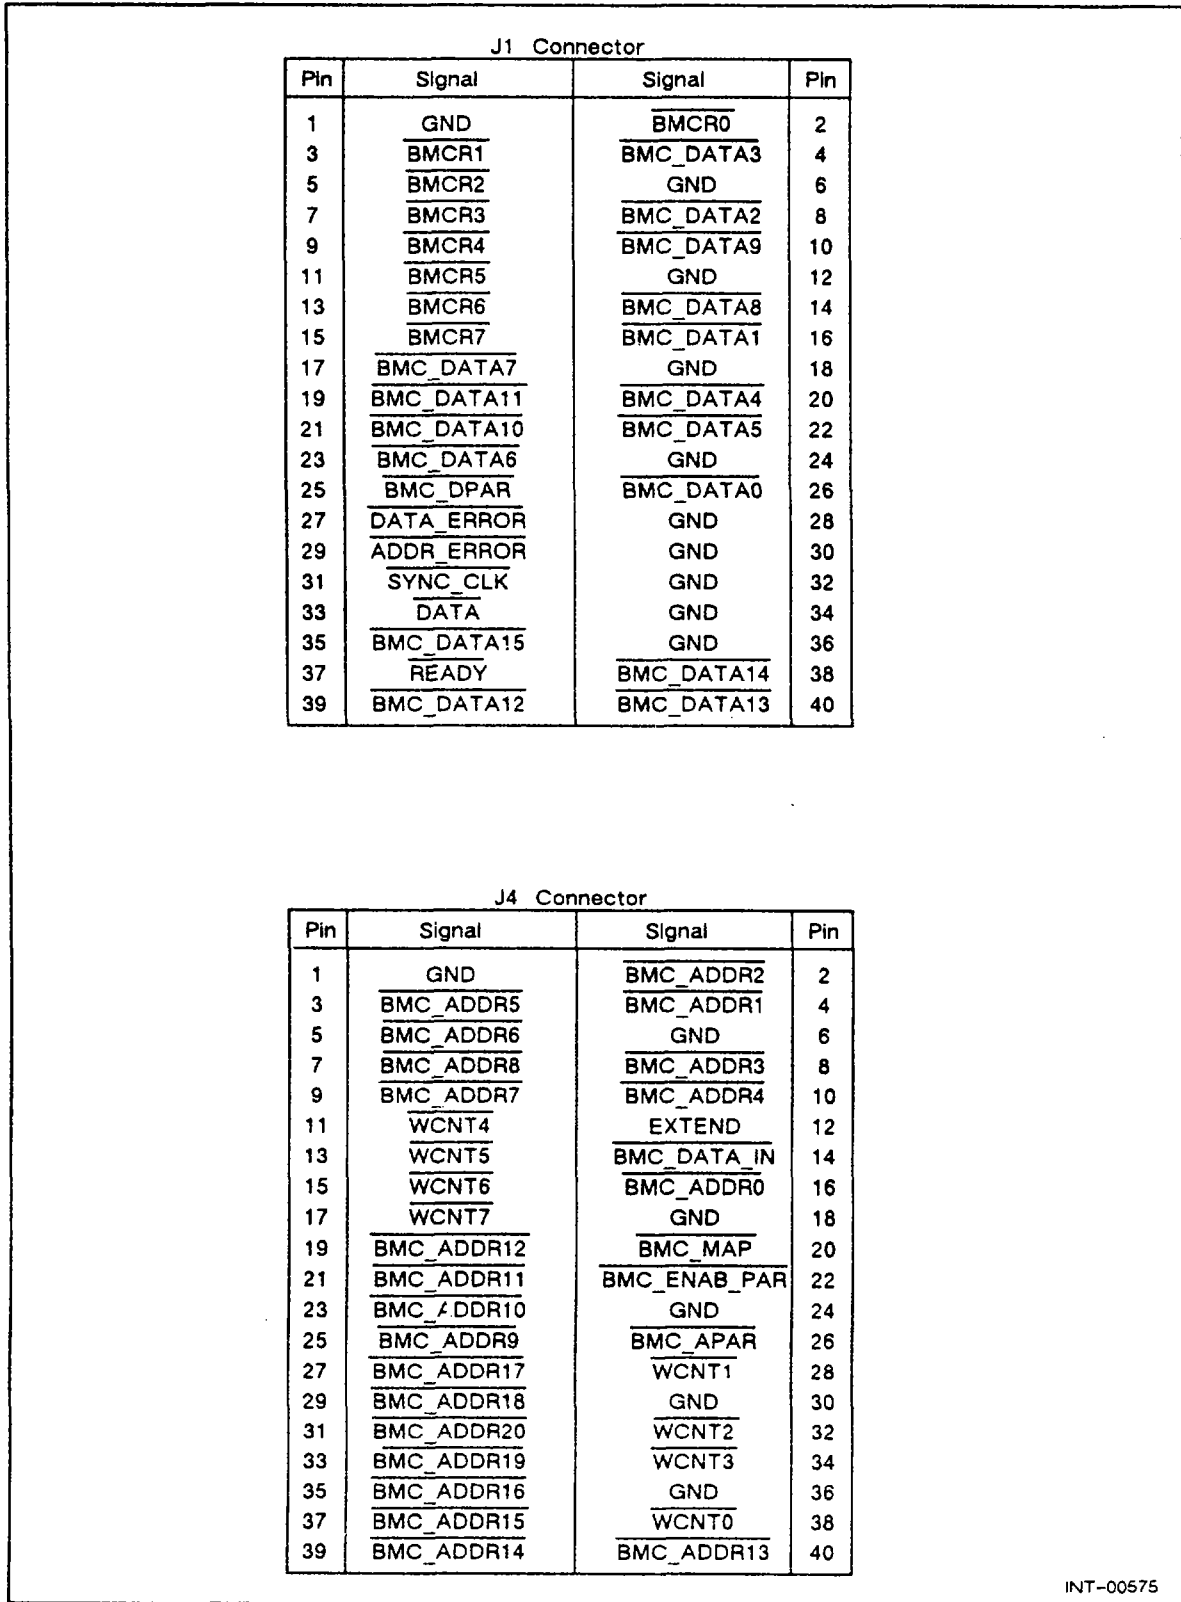 J1 Connector
Pin Signal Signal Pin
1 GND BMCR0 2
3 BMCR1 BMC_DATA3 4
5 BMCR2 GND 6
7 BMCR3 BMC_DATA2 8
9 BMCR4 BMC_DATA9 10
11 BMCR5 GND 12
13 BMCR6 BMC_DATA8 14
15 BMCR7 BMC_DATA1 16
17 BMC_DATA7 GND 18
19 BMC_DATA11 BMC_DATA4 20
21 BMC_DATA10 BMC_DATA5 22
23 BMC_DATA6 GND 24
25 BMC_DPAR BMC_DATA0 26
27 DATA_ERROR GND 28
29 ADDR_ERROR GND 30
31 SYNC_CLK GND 32
33 DATA GND 34
35 BMC_DATA15 GND 36
37 READY BMC_DATA14 38
39 BMC_DATA12 BMC_DATA13 40
J4 Connector
Pin Signal Signal Pin
1 GND BMC_ADDR2 2
3 BMC_ADDR5 BMC_ADDR1 4
5 BMC_ADDR6 GND 6
7 BMC_ADDR8 BMC_ADDR3 8
9 BMC_ADDR7 BMC_ADDR4 10
11 WCNT4 EXTEND 12
13 WCNT5 BMC_DATA_IN 14
15 WCNT6 BMC_ADDR0 16
17 WCNT7 GND 18
19 BMC_ADDR12 BMC_MAP 20
21 BMC_ADDR11 BMC_ENAB_PAR 22
23 BMC_ADDR10 GND 24
25 BMC_ADDR9 BMC_APAR 26
27 BMC_ADDR17 WCNT1 28
29 BMC_ADDR18 GND 30
31 BMC_ADDR20 WCNT2 32
33 BMC_ADDR19 WCNT3 34
35 BMC_ADDR16 GND 36
37 BMC_ADDR15 WCNT0 38
39 BMC_ADDR14 BMC_ADDR13 40
INT-00575